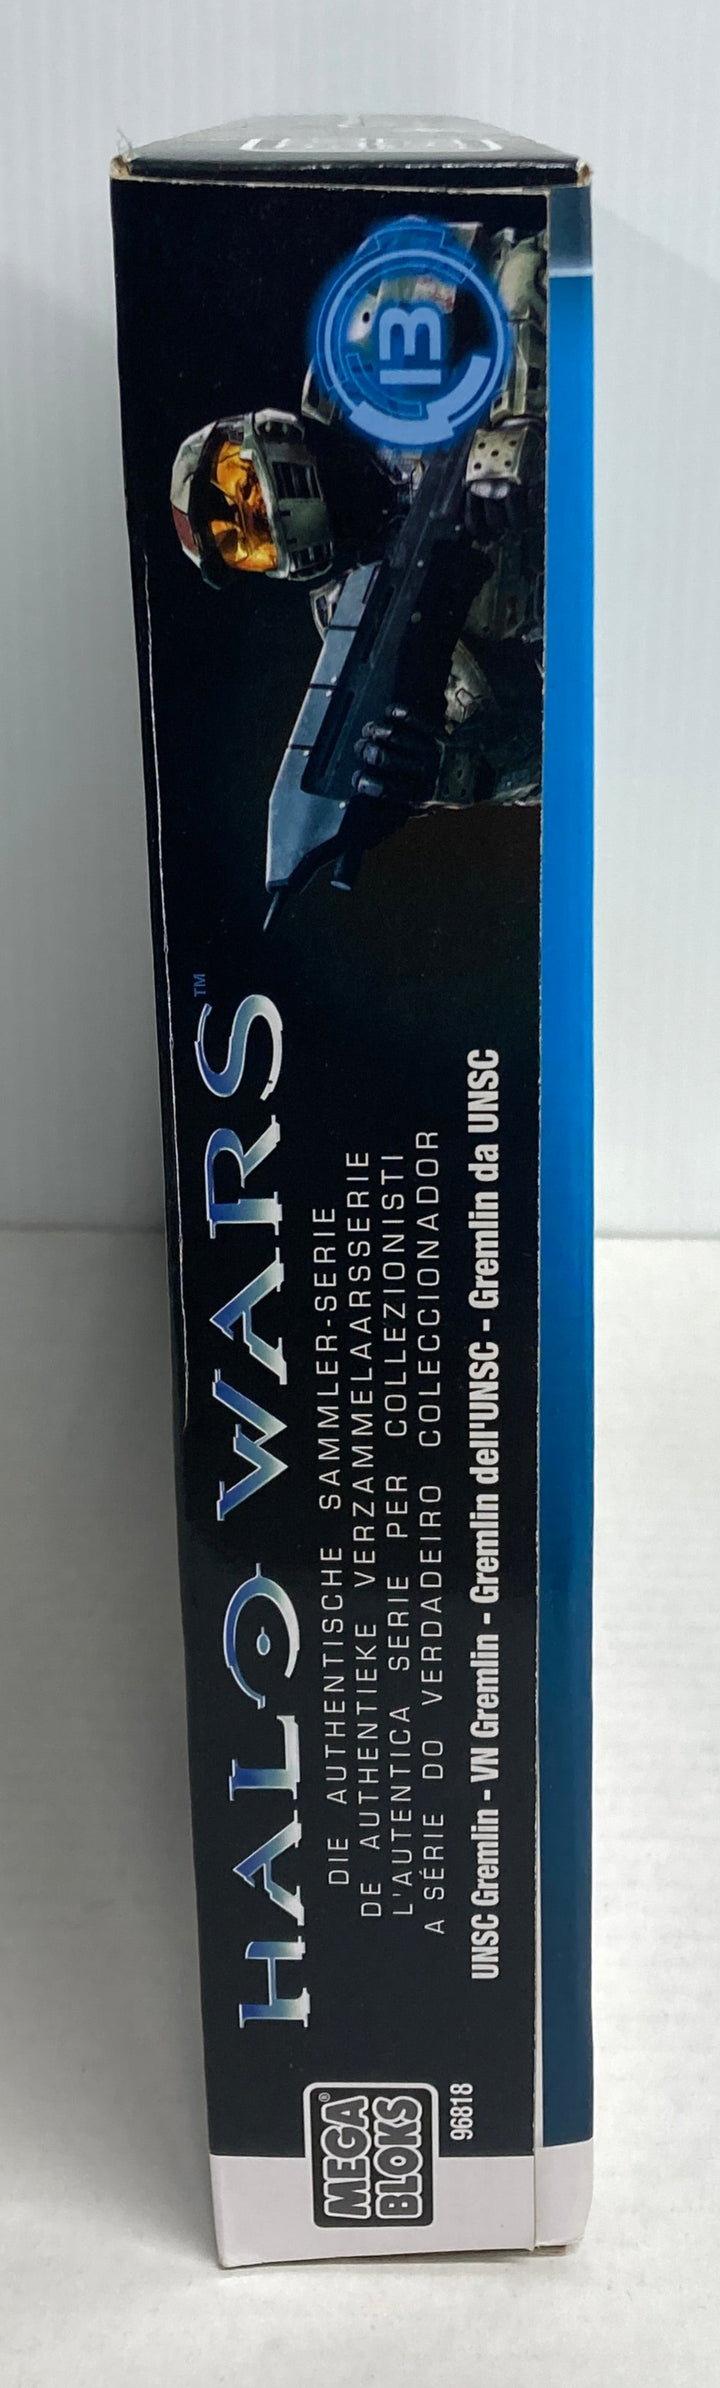 HALO WARS™
DIE AUTHENTISCHE SAMMLER-SERIE
DE AUTHENTIEKE VERZAMMELAARSSERIE
L'AUTENTICA SERIE PER COLLEZIONISTI
A SÉRIE DO VERDADEIRO COLECCIONADOR
UNSC Gremlin - VN Gremlin - Gremlin dell'UNSC - Gremlin da UNSC
MEGA
BLOKS®
96818
13